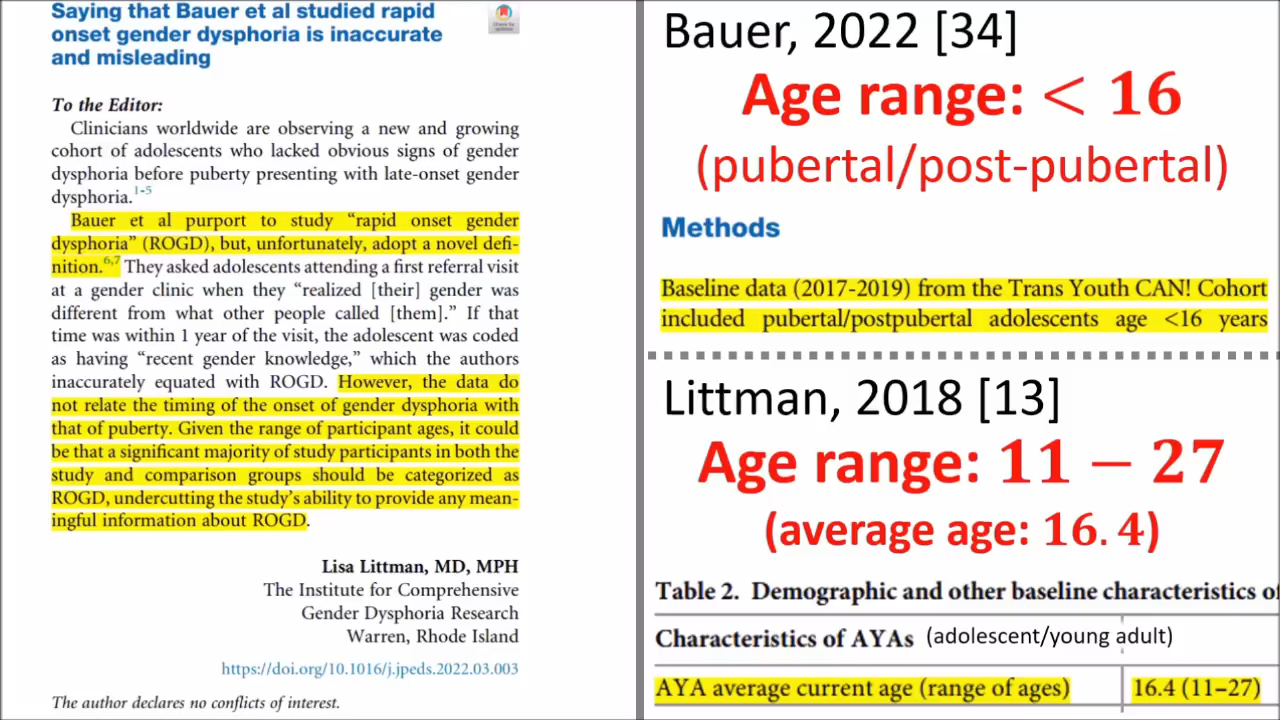 Saying that Bauer et al studied rapid
onset gender dysphoria is inaccurate
and misleading
To the Editor:
Clinicians worldwide are observing a new and growing
cohort of adolescents who lacked obvious signs of gender
dysphoria before puberty presenting with late-onset gender
dysphoria.1-5
Bauer et al purport to study “rapid onset gender
dysphoria” (ROGD), but, unfortunately, adopt a novel defi-
nition.6,7 They asked adolescents attending a first referral visit
at a gender clinic when they “realized [their] gender was
different from what other people called [them].” If that
time was within 1 year of the visit, the adolescent was coded
as having “recent gender knowledge,” which the authors
inaccurately equated with ROGD. However, the data do
not relate the timing of the onset of gender dysphoria with
that of puberty. Given the range of participant ages, it could
be that a significant majority of study participants in both the
study and comparison groups should be categorized as
ROGD, undercutting the study’s ability to provide any mean-
ingful information about ROGD.
Lisa Littman, MD, MPH
The Institute for Comprehensive
Gender Dysphoria Research
Warren, Rhode Island
https://doi.org/10.1016/j.jpeds.2022.03.003
The author declares no conflicts of interest.
Bauer, 2022 [34]
Age range: < 16
(pubertal/post-pubertal)
Methods
Baseline data (2017-2019) from the Trans Youth CAN! Cohort
included pubertal/postpubertal adolescents age <16 years
Littman, 2018 [13]
Age range: 11 – 27
(average age: 16.4)
Table 2. Demographic and other baseline characteristics
Characteristics of AYAs (adolescent/young adult)
AYA average current age (range of ages) 16.4 (11–27)